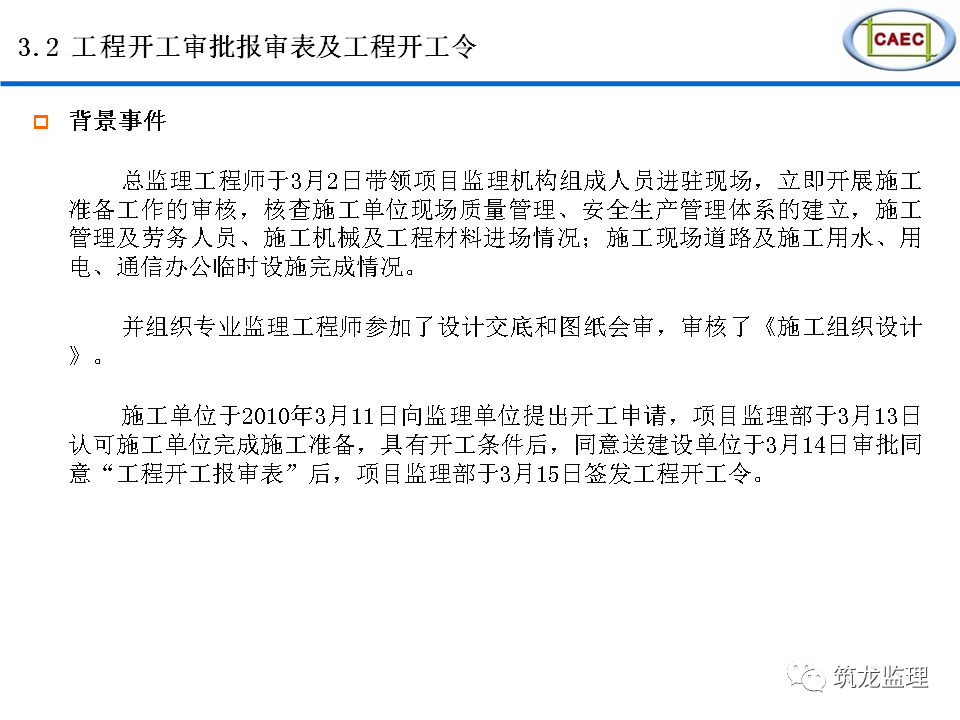 3.2 工程开工审批报审表及工程开工令
CAEC
背景事件
总监理工程师于3月2日带领项目监理机构组成人员进驻现场，立即开展施工
准备工作的审核，核查施工单位现场质量管理、安全生产管理体系的建立，施工
管理及劳务人员、施工机械及工程材料进场情况；施工现场道路及施工用水、用
电、通信办公临时设施完成情况。
并组织专业监理工程师参加了设计交底和图纸会审，审核了《施工组织设计
》。
施工单位于2010年3月11日向监理单位提出开工申请，项目监理部于3月13日
认可施工单位完成施工准备，具有开工条件后，同意送建设单位于3月14日审批同
意“工程开工报审表”后，项目监理部于3月15日签发工程开工令。
筑龙监理